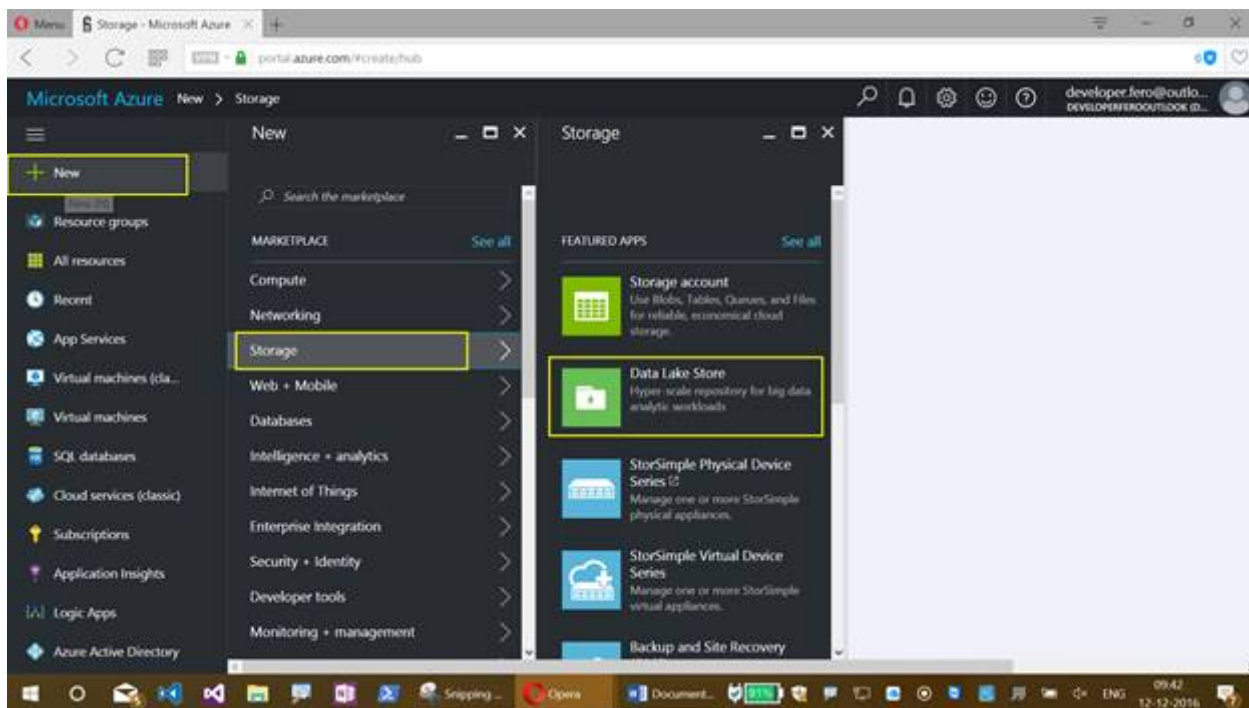 Menu
Storage - Microsoft Azure
VPN
portal.azure.com/#create/hub
Microsoft Azure New > Storage
developer.fero@outlo...
DEVELOPERFEROOUTLOOK (D...
New
Resource groups
All resources
Recent
App Services
Virtual machines (cla...
Virtual machines
SQL databases
Cloud services (classic)
Subscriptions
Application Insights
Logic Apps
Azure Active Directory
New
Search the marketplace
MARKETPLACE See all
Compute
Networking
Storage
Web + Mobile
Databases
Intelligence + analytics
Internet of Things
Enterprise Integration
Security + Identity
Developer tools
Monitoring + management
Storage
FEATURED APPS See all
Storage account
Use Blobs, Tables, Queues, and Files
for reliable, economical cloud
storage.
Data Lake Store
Hyper-scale repository for big data
analytic workloads
StorSimple Physical Device
Series
Manage one or more StorSimple
physical appliances.
StorSimple Virtual Device
Series
Manage one or more StorSimple
virtual appliances.
Backup and Site Recovery
Snipping ...
Opera
Document...
91%
ENG
09:42
12-12-2016